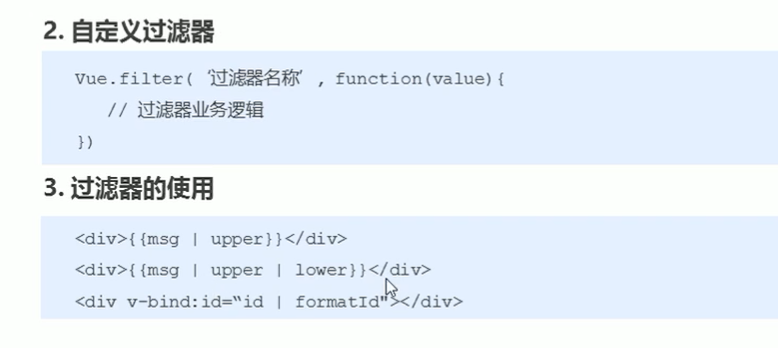 2. 自定义过滤器
Vue.filter(‘过滤器名称’, function(value){
// 过滤器业务逻辑
})
3. 过滤器的使用
<div>{{msg | upper}}</div>
<div>{{msg | upper | lower}}</div>
<div v-bind:id=“id | formatId"></div>